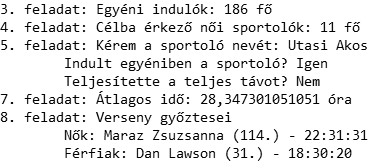 3. feladat: Egyéni indulók: 186 fő
4. feladat: Célba érkező női sportolók: 11 fő
5. feladat: Kérem a sportoló nevét: Utasi Akos
Indult egyéniben a sportoló? Igen
Teljesítette a teljes távot? Nem
7. feladat: Átlagos idő: 28,347301051051 óra
8. feladat: Verseny győztesei
Nők: Maraz Zsuzsanna (114.) - 22:31:31
Férfiak: Dan Lawson (31.) - 18:30:20